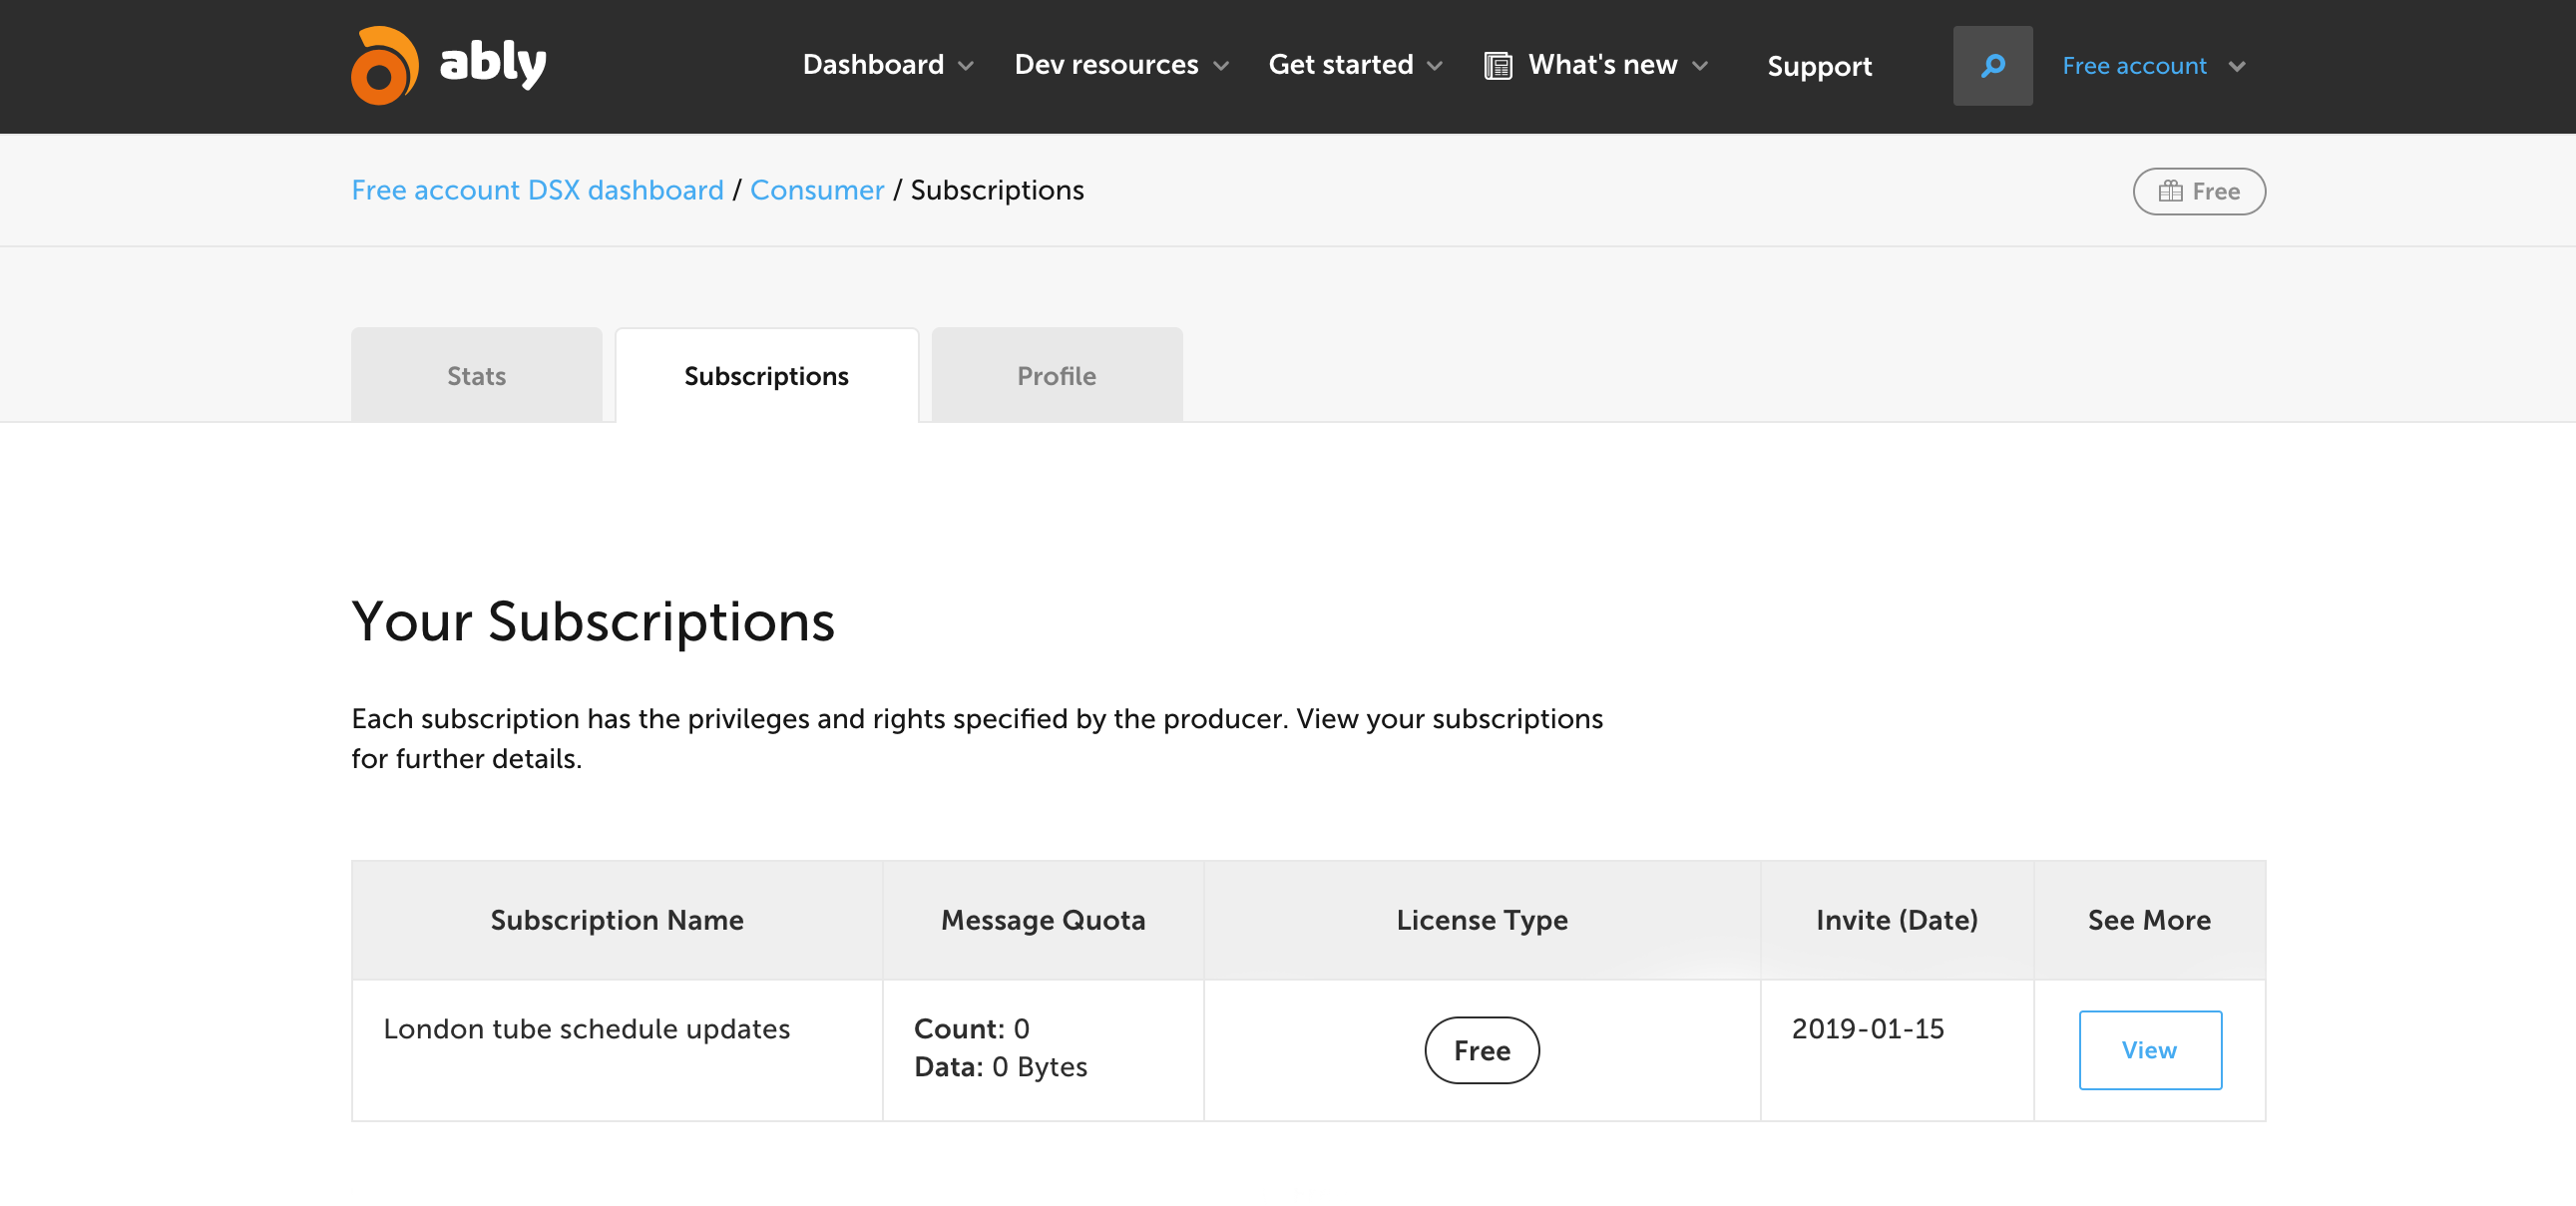 ably
Dashboard
Dev resources
Get started
What's new
Support
Free account
Free account DSX dashboard / Consumer / Subscriptions
Free
Stats
Subscriptions
Profile
Your Subscriptions
Each subscription has the privileges and rights specified by the producer. View your subscriptions
for further details.
Subscription Name
Message Quota
License Type
Invite (Date)
See More
London tube schedule updates
Count: 0
Data: 0 Bytes
Free
2019-01-15
View